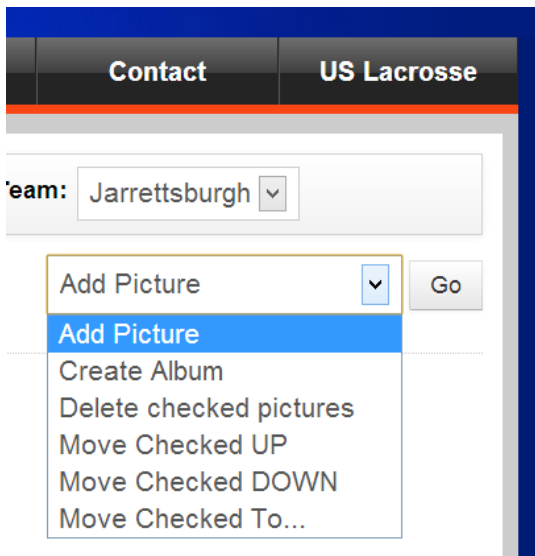 Contact US Lacrosse
eam: Jarrettsburgh
Add Picture Go
Add Picture
Create Album
Delete checked pictures
Move Checked UP
Move Checked DOWN
Move Checked To...